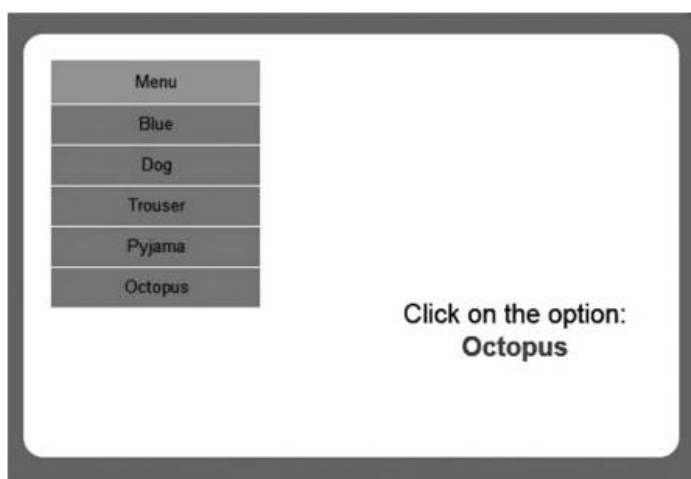 Menu
Blue
Dog
Trouser
Pyjama
Octopus
Click on the option:
Octopus